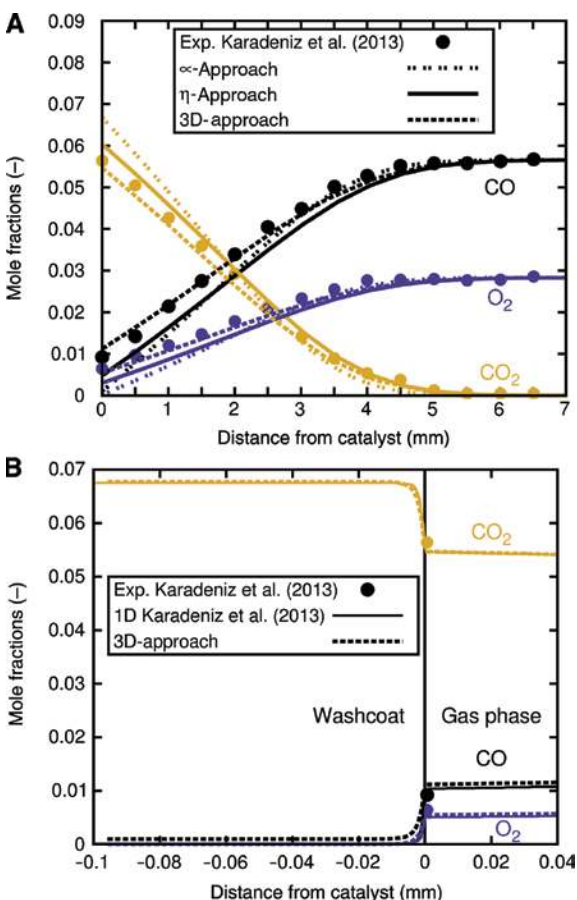 A
0.09
0.08
0.07
0.06
0.05
0.04
0.03
0.02
0.01
0
Mole fractions (–)
Exp. Karadeniz et al. (2013)
∝-Approach
η-Approach
3D-approach
CO
O2
CO2
0 1 2 3 4 5 6 7
Distance from catalyst (mm)
B
0.07
0.06
0.05
0.04
0.03
0.02
0.01
0
Mole fractions (–)
CO2
Exp. Karadeniz et al. (2013)
1D Karadeniz et al. (2013)
3D-approach
Washcoat Gas phase
CO
O2
−0.1 −0.08 −0.06 −0.04 −0.02 0 0.02 0.04
Distance from catalyst (mm)